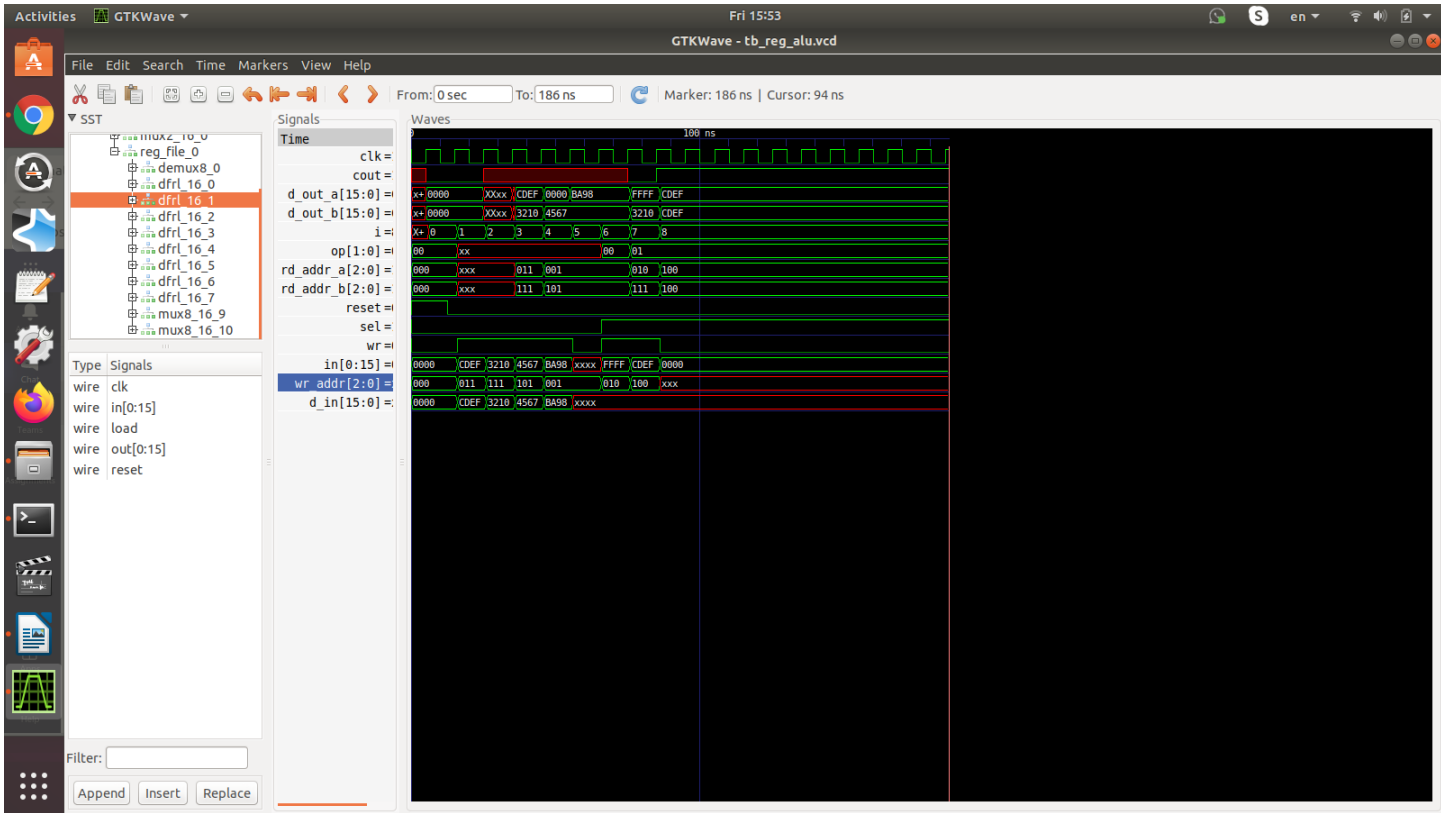 Activities GTKWave Fri 15:53 en
GTKWave - tb_reg_alu.vcd
File Edit Search Time Markers View Help
From: 0 sec To: 186 ns Marker: 186 ns | Cursor: 94 ns
SST
mux2_16_0
reg_file_0
demux8_0
dfrl_16_0
dfrl_16_1
dfrl_16_2
dfrl_16_3
dfrl_16_4
dfrl_16_5
dfrl_16_6
dfrl_16_7
mux8_16_9
mux8_16_10
Type Signals
wire clk
wire in[0:15]
wire load
wire out[0:15]
wire reset
Filter:
Append Insert Replace
Signals
Time
clk =
cout =
d_out_a[15:0] =
d_out_b[15:0] =
i =
op[1:0] =
rd_addr_a[2:0] =
rd_addr_b[2:0] =
reset =
sel =
wr =
in[0:15] =
wr_addr[2:0] =
d_in[15:0] =
Waves
0 100 ns
x+ 0000 XXxx CDEF 0000 BA98 FFFF CDEF
x+ 0000 XXxx 3210 4567 3210 CDEF
X+ 0 1 2 3 4 5 6 7 8
00 xx 00 01
000 xxx 011 001 010 100
000 xxx 111 101 111 100
0000 CDEF 3210 4567 BA98 xxxx FFFF CDEF 0000
000 011 111 101 001 010 100 xxx
0000 CDEF 3210 4567 BA98 xxxx